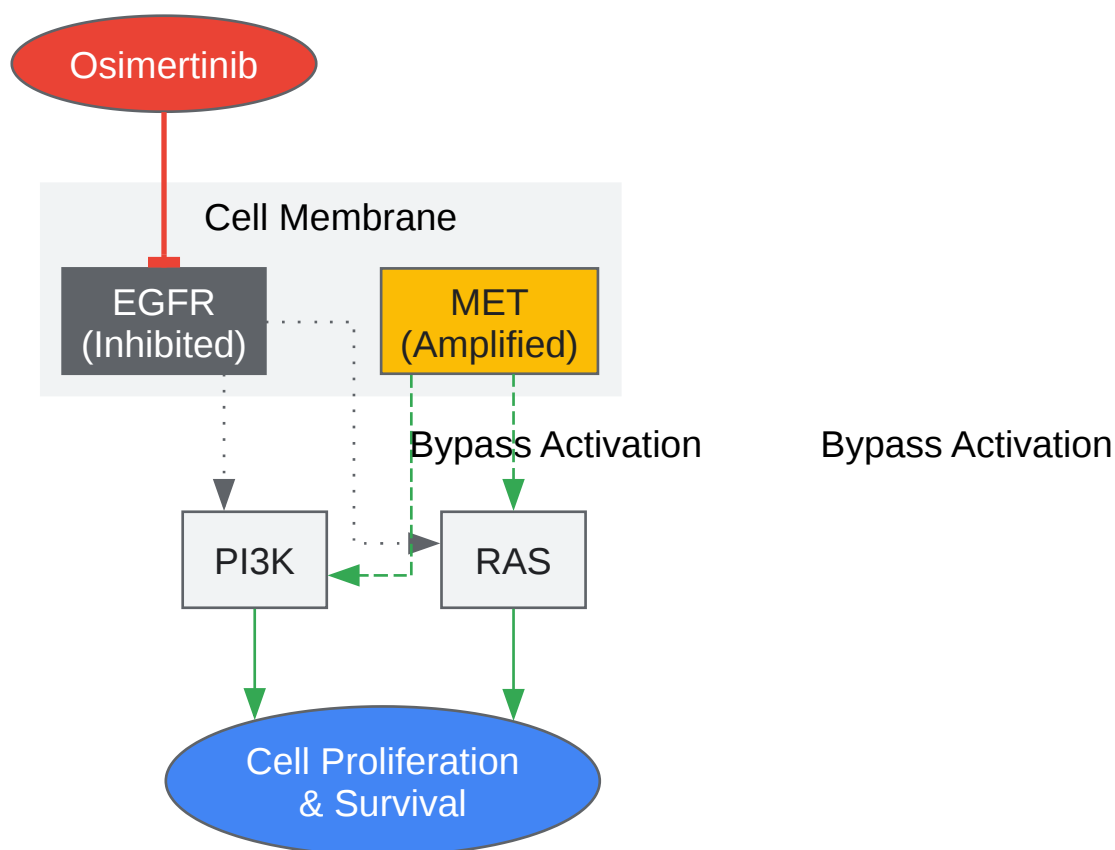 Osimertinib
Cell Membrane
EGFR
(Inhibited)
MET
(Amplified)
Bypass Activation
Bypass Activation
PI3K
RAS
Cell Proliferation
& Survival